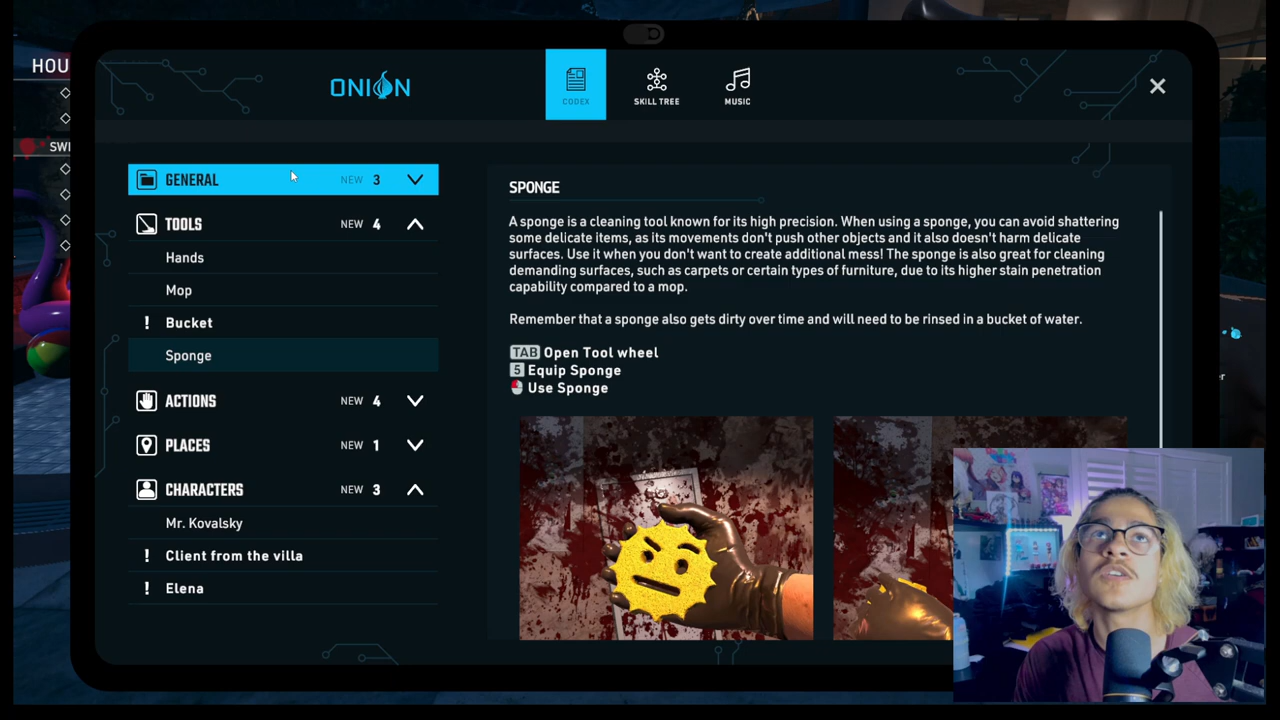 HOU
SWI
ONION
CODEX
SKILL TREE
MUSIC
GENERAL NEW 3
TOOLS NEW 4
Hands
Mop
! Bucket
Sponge
ACTIONS NEW 4
PLACES NEW 1
CHARACTERS NEW 3
Mr. Kovalsky
! Client from the villa
! Elena
SPONGE
A sponge is a cleaning tool known for its high precision. When using a sponge, you can avoid shattering
some delicate items, as its movements don't push other objects and it also doesn't harm delicate
surfaces. Use it when you don't want to create additional mess! The sponge is also great for cleaning
demanding surfaces, such as carpets or certain types of furniture, due to its higher stain penetration
capability compared to a mop.
Remember that a sponge also gets dirty over time and will need to be rinsed in a bucket of water.
TAB Open Tool wheel
5 Equip Sponge
Use Sponge